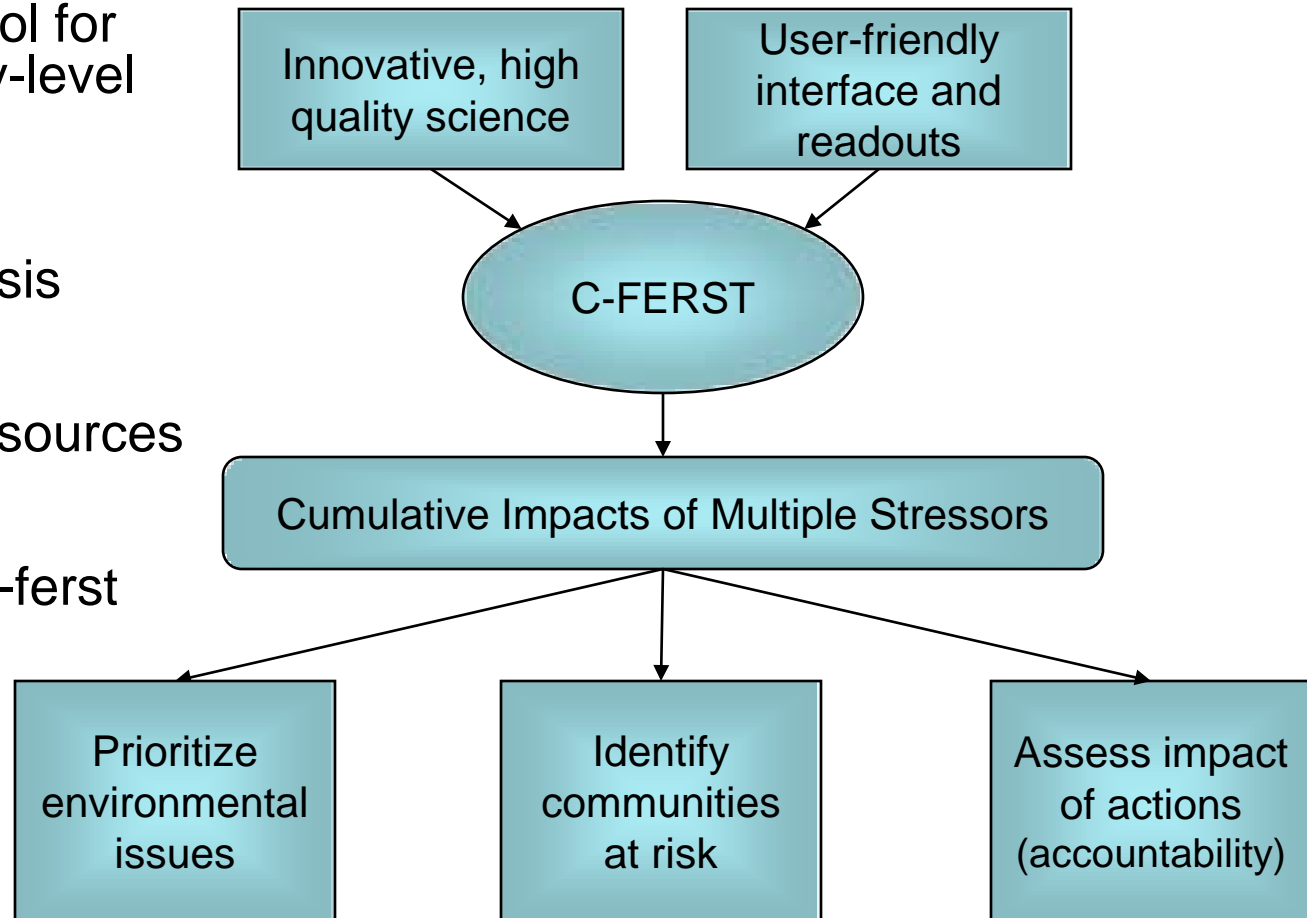 ol for
y-level
sis
sources
-ferst
Innovative, high
quality science
User-friendly
interface and
readouts
C-FERST
Cumulative Impacts of Multiple Stressors
Prioritize
environmental
issues
Identify
communities
at risk
Assess impact
of actions
(accountability)